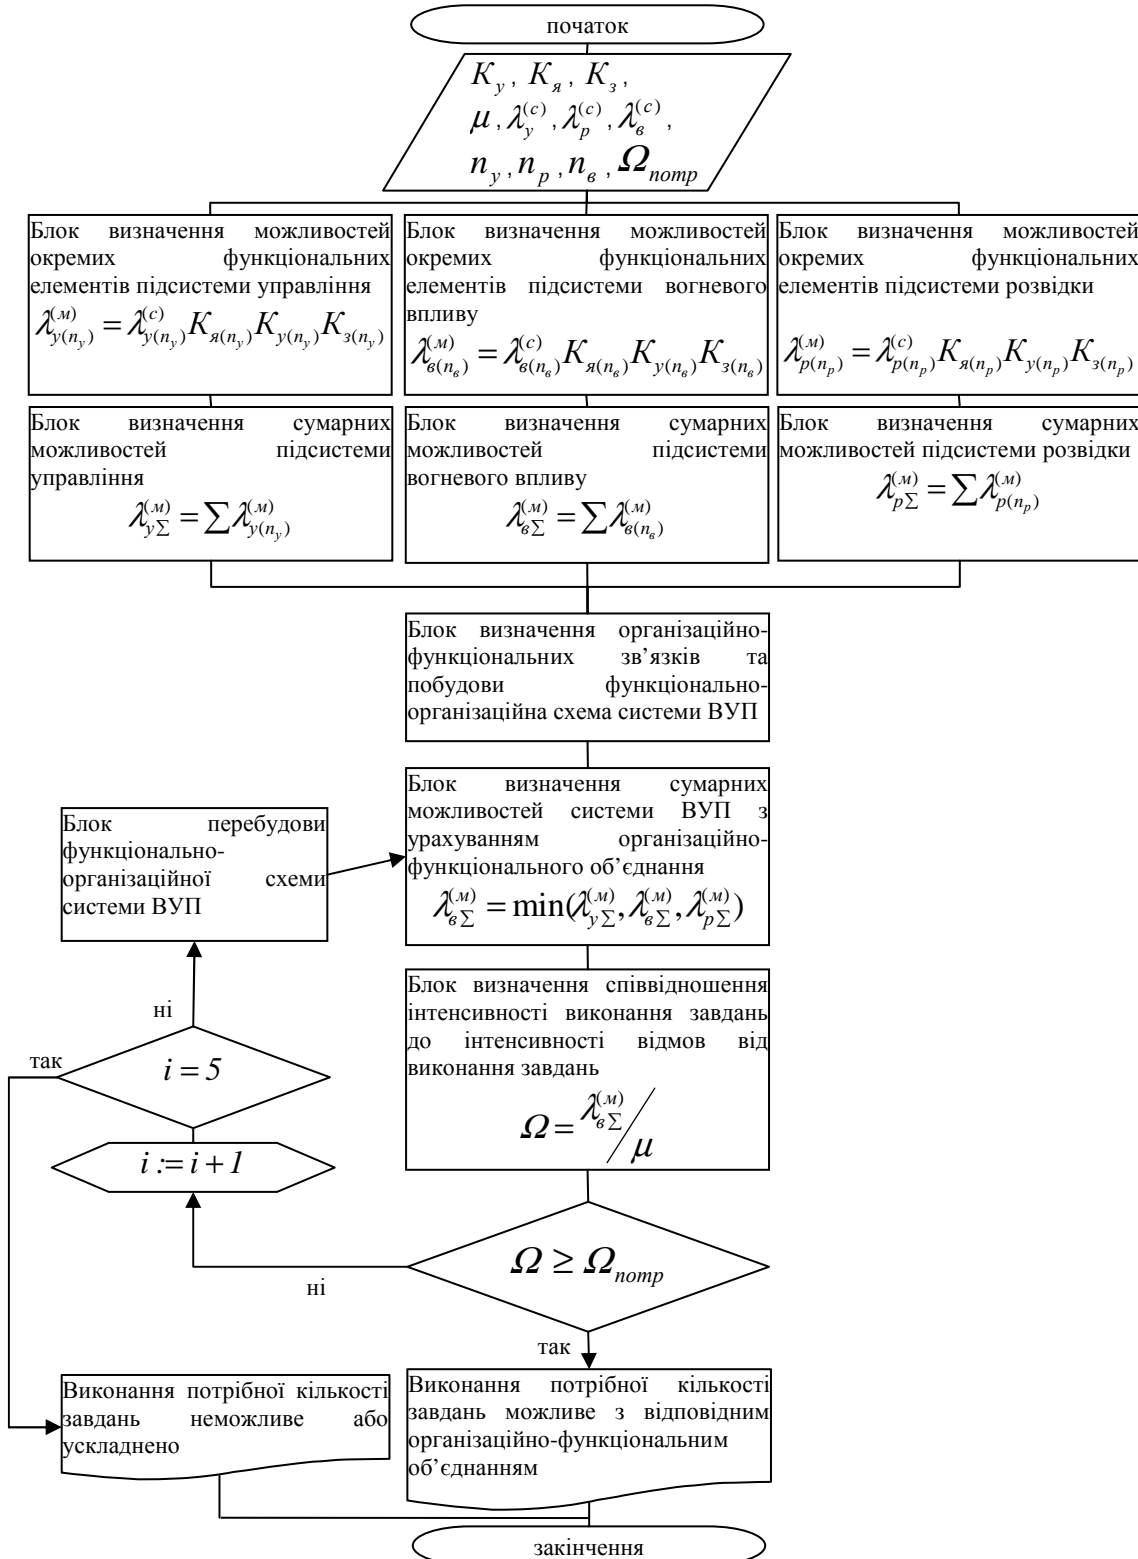 початок
K_у, K_я, K_з,
μ, λ_у^(с), λ_р^(с), λ_в^(с),
n_у, n_р, n_в, Ω_потр
Блок визначення можливостей
окремих функціональних
елементів підсистеми управління
λ_у(n_у)^(м) = λ_у(n_у)^(с) K_я(n_у) K_у(n_у) K_з(n_у)
Блок визначення можливостей
окремих функціональних
елементів підсистеми вогневого
впливу
λ_в(n_в)^(м) = λ_в(n_в)^(с) K_я(n_в) K_у(n_в) K_з(n_в)
Блок визначення можливостей
окремих функціональних
елементів підсистеми розвідки
λ_р(n_р)^(м) = λ_р(n_р)^(с) K_я(n_р) K_у(n_р) K_з(n_р)
Блок визначення сумарних
можливостей підсистеми
управління
λ_уΣ^(м) = Σ λ_у(n_у)^(м)
Блок визначення сумарних
можливостей підсистеми
вогневого впливу
λ_вΣ^(м) = Σ λ_в(n_в)^(м)
Блок визначення сумарних
можливостей підсистеми розвідки
λ_рΣ^(м) = Σ λ_р(n_р)^(м)
Блок визначення організаційно-
функціональних зв’язків та
побудови функціонально-
організаційна схема системи ВУП
Блок визначення сумарних
можливостей системи ВУП з
урахуванням організаційно-
функціонального об’єднання
λ_вΣ^(м) = min(λ_уΣ^(м), λ_вΣ^(м), λ_рΣ^(м))
Блок перебудови
функціонально-
організаційної схеми
системи ВУП
Блок визначення співвідношення
інтенсивності виконання завдань
до інтенсивності відмов від
виконання завдань
Ω = λ_вΣ^(м) / μ
ні
так
i = 5
i := i + 1
Ω ≥ Ω_потр
ні
так
Виконання потрібної кількості
завдань неможливе або
ускладнено
Виконання потрібної кількості
завдань можливе з відповідним
організаційно-функціональним
об’єднанням
закінчення